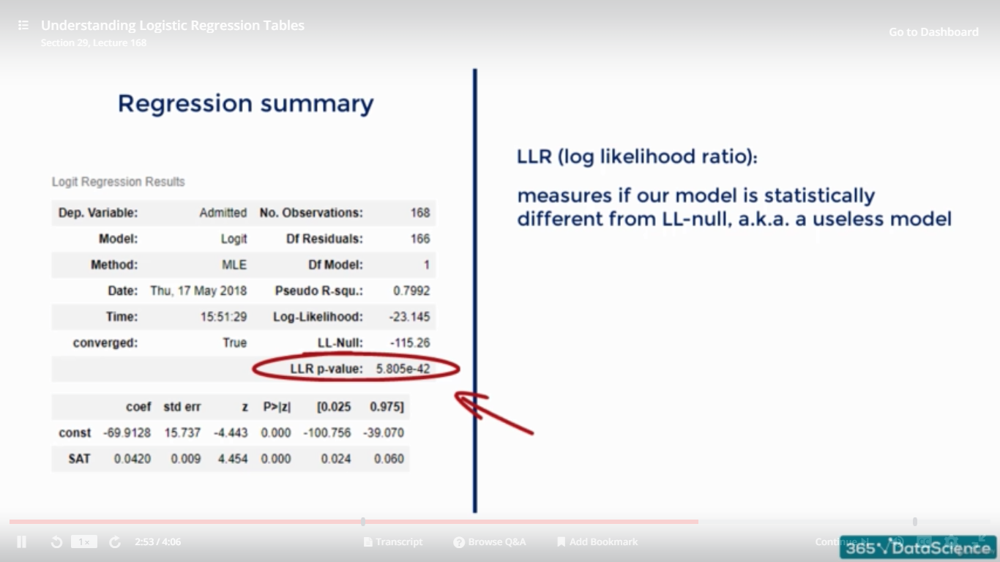 Understanding Logistic Regression Tables
Section 29, Lecture 168
Go to Dashboard
Regression summary
Logit Regression Results
Dep. Variable: Admitted No. Observations: 168
Model: Logit Df Residuals: 166
Method: MLE Df Model: 1
Date: Thu, 17 May 2018 Pseudo R-squ.: 0.7992
Time: 15:51:29 Log-Likelihood: -23.145
converged: True LL-Null: -115.26
LLR p-value: 5.805e-42
coef std err z P>|z| [0.025 0.975]
const -69.9128 15.737 -4.443 0.000 -100.756 -39.070
SAT 0.0420 0.009 4.454 0.000 0.024 0.060
LLR (log likelihood ratio):
measures if our model is statistically
different from LL-null, a.k.a. a useless model
1x
2:53 / 4:06
Transcript
Browse Q&A
Add Bookmark
365 DataScience